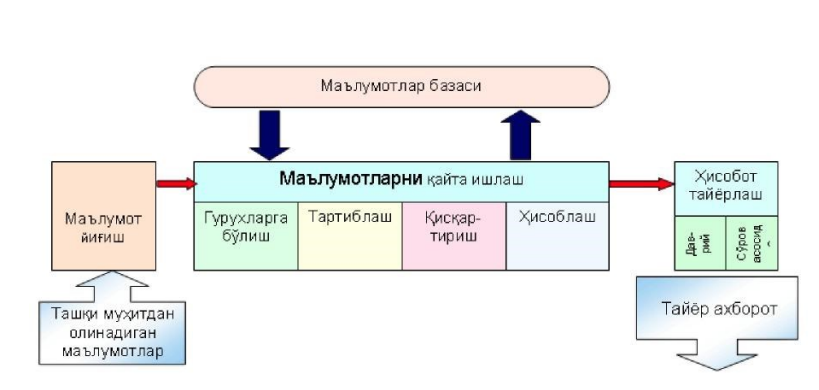 Маълумотлар базаси
Маълумот
йиғиш
Маълумотларни қайта ишлаш
Гурухларга
бўлиш
Тартиблаш
Қисқар-
тириш
Ҳисоблаш
Ҳисобот
тайёрлаш
Дав-
рий
Сўров
асосид
Ташқи муҳитдан
олинадиган
маълумотлар
Тайёр ахборот